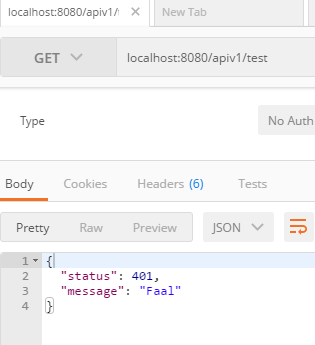 localhost:8080/apiv1/t
New Tab
GET localhost:8080/apiv1/test
Type No Auth
Body Cookies Headers (6) Tests
Pretty Raw Preview JSON
1 {
2 "status": 401,
3 "message": "Faal"
4 }